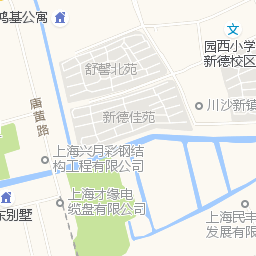 鸿基公寓
园西小学
新德校区
舒馨北苑
新德佳苑
川沙新镇
唐黄路
上海兴月彩钢结
构工程有限公司
上海才缘电
缆盘有限公司
东别墅
上海民丰
发展有限